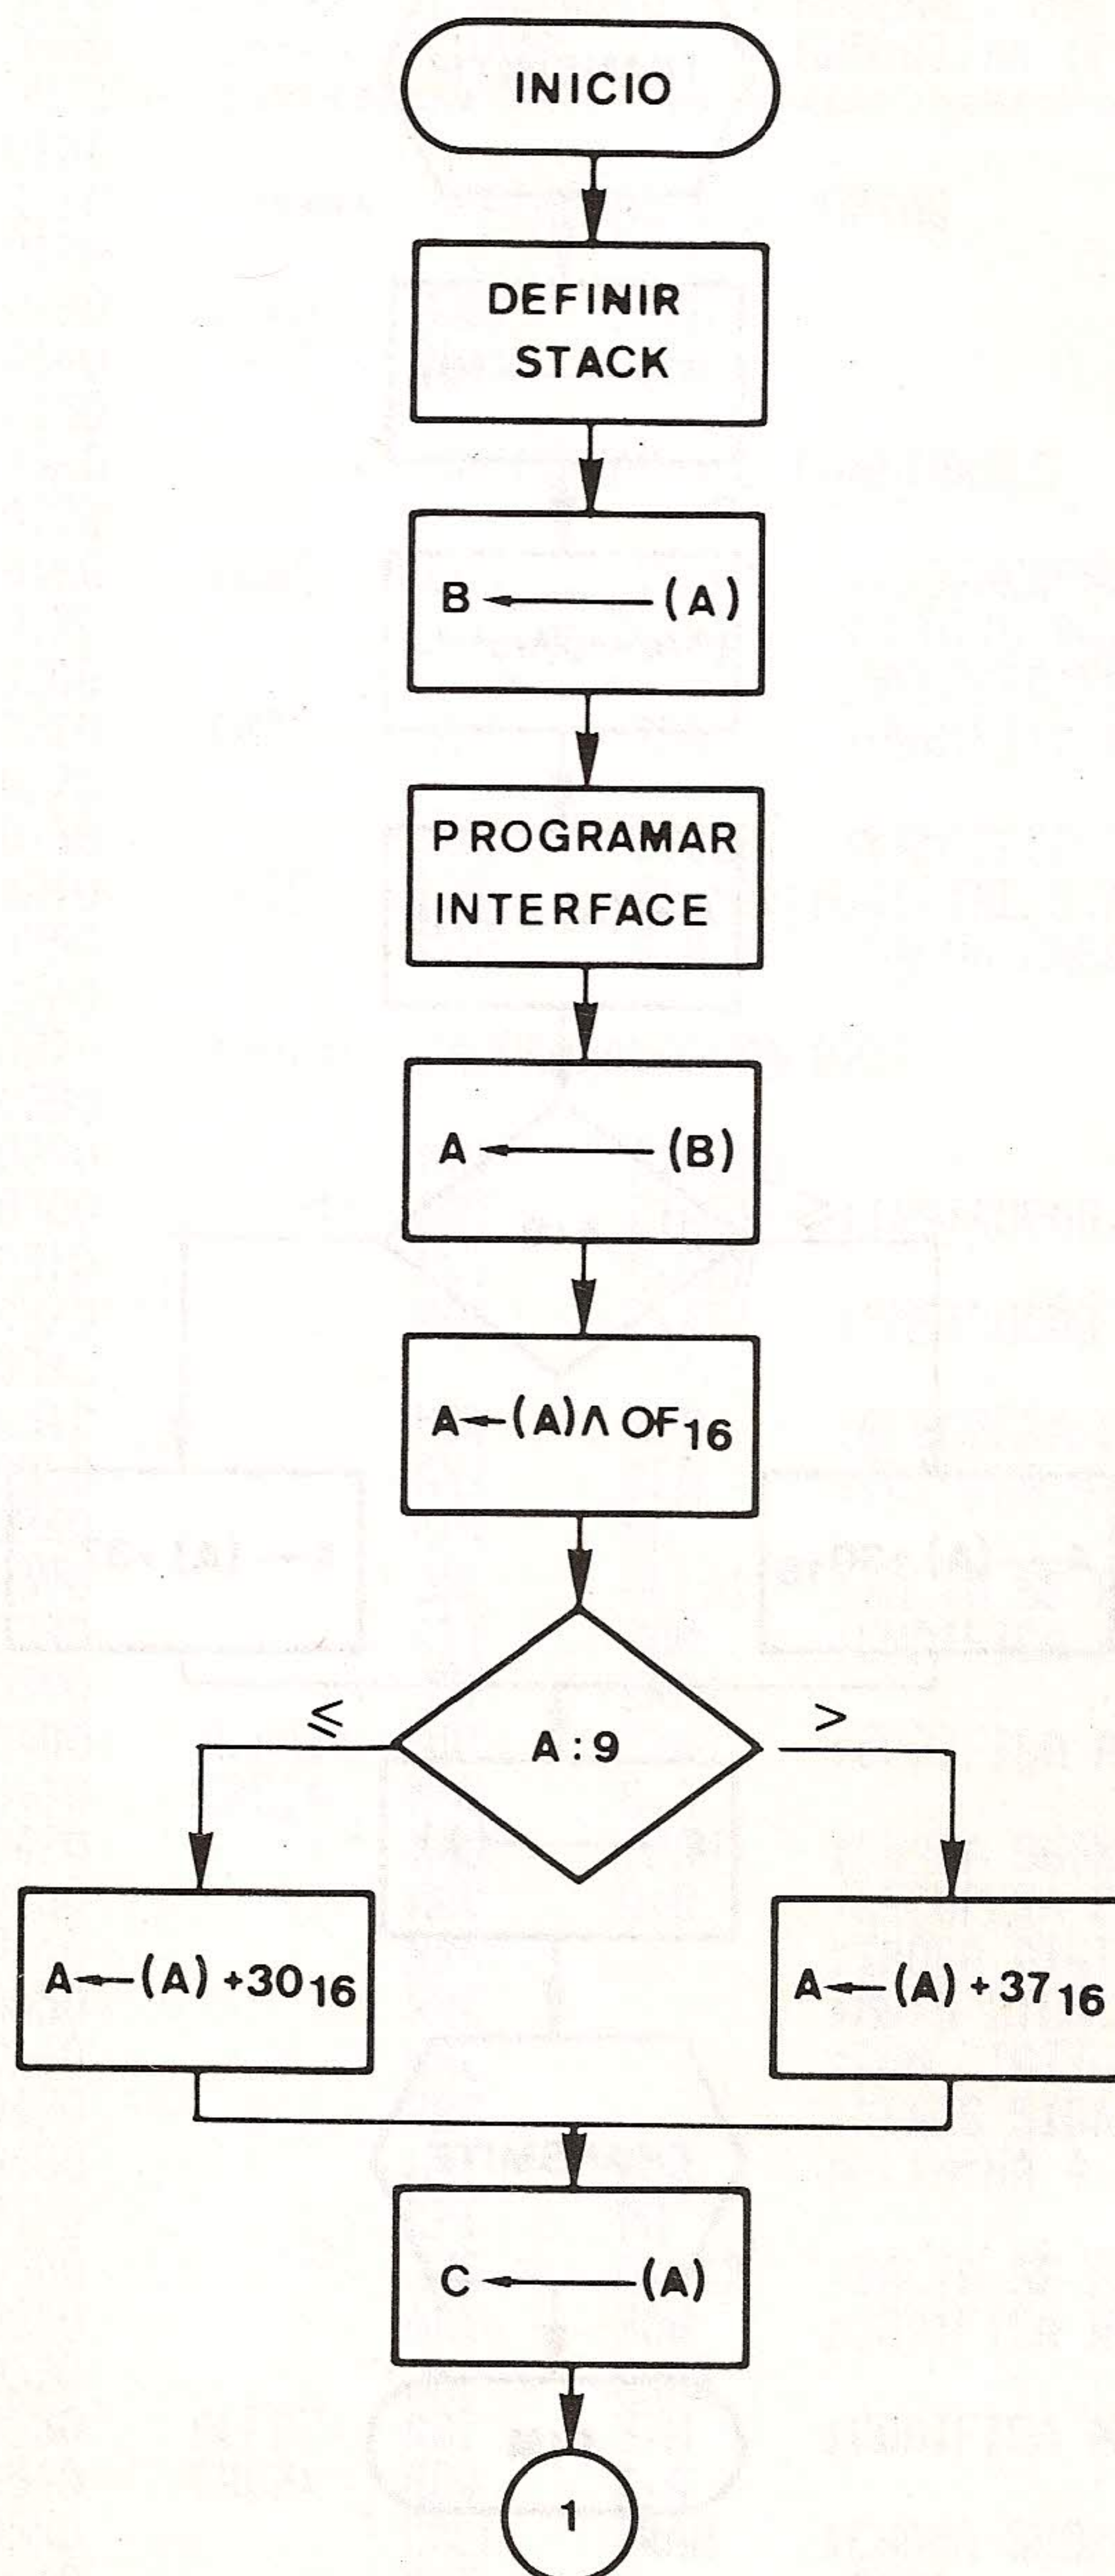 INICIO
DEFINIR
STACK
B ← (A)
PROGRAMAR
INTERFACE
A ← (B)
A ← (A) ∧ OF₁₆
≤
A : 9
>
A ← (A) + 30₁₆
A ← (A) + 37₁₆
C ← (A)
1